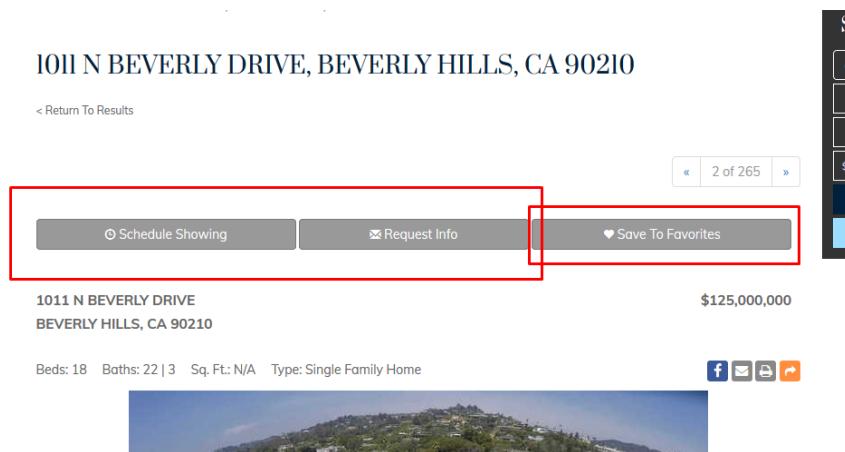 1011 N BEVERLY DRIVE, BEVERLY HILLS, CA 90210
< Return To Results
« 2 of 265 »
Schedule Showing Request Info Save To Favorites
1011 N BEVERLY DRIVE $125,000,000
BEVERLY HILLS, CA 90210
Beds: 18 Baths: 22 | 3 Sq. Ft.: N/A Type: Single Family Home